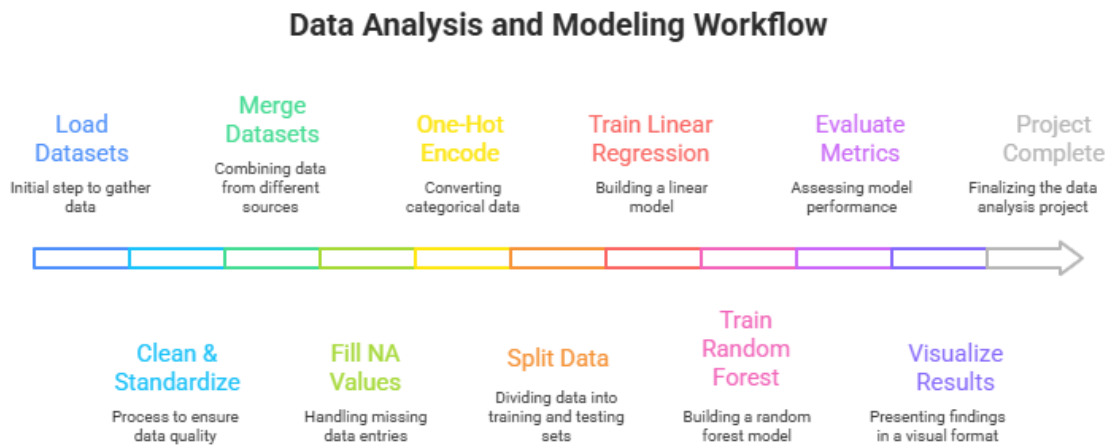 Data Analysis and Modeling Workflow
Load
Datasets
Initial step to gather
data
Merge
Datasets
Combining data
from different
sources
One-Hot
Encode
Converting
categorical data
Train Linear
Regression
Building a linear
model
Evaluate
Metrics
Assessing model
performance
Project
Complete
Finalizing the data
analysis project
Clean &
Standardize
Process to ensure
data quality
Fill NA
Values
Handling missing
data entries
Split Data
Dividing data into
training and testing
sets
Train
Random
Forest
Building a random
forest model
Visualize
Results
Presenting findings
in a visual format